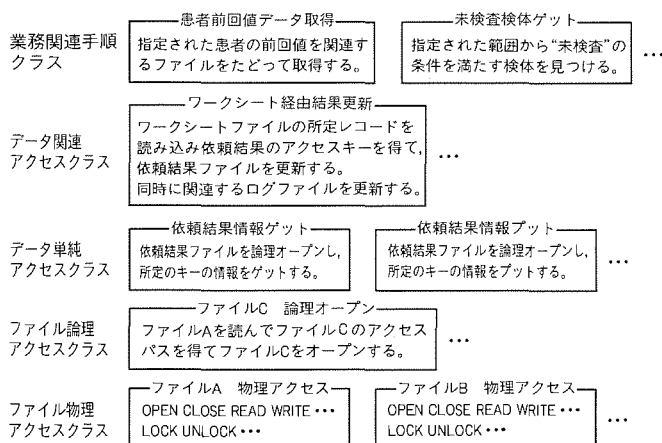 業務関連手順
クラス
患者前回値データ取得
指定された患者の前回値を関連す
るファイルをたどって取得する。
未検査検体ゲット
指定された範囲から“未検査”の
条件を満たす検体を見つける。
…
データ関連
アクセスクラス
ワークシート経由結果更新
ワークシートファイルの所定レコードを
読み込み依頼結果のアクセスキーを得て,
依頼結果ファイルを更新する。
同時に関連するログファイルを更新する。
…
データ単純
アクセスクラス
依頼結果情報ゲット
依頼結果ファイルを論理オープンし,
所定のキーの情報をゲットする。
依頼結果情報プット
依頼結果ファイルを論理オープンし,
所定のキーの情報をプットする。
…
ファイル論理
アクセスクラス
ファイルC 論理オープン
ファイルAを読んでファイルCのアクセス
パスを得てファイルCをオープンする。
…
ファイル物理
アクセスクラス
ファイルA 物理アクセス
OPEN CLOSE READ WRITE …
LOCK UNLOCK …
ファイルB 物理アクセス
OPEN CLOSE READ WRITE …
LOCK UNLOCK …
…